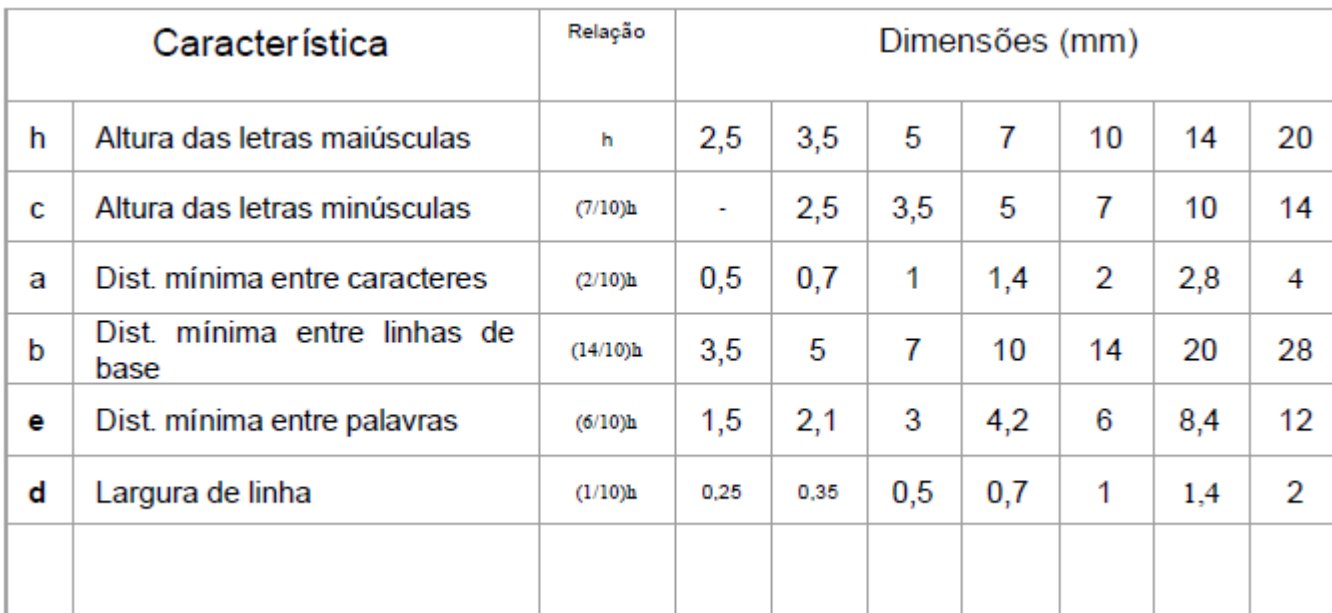 Característica Relação Dimensões (mm)
h Altura das letras maiúsculas h 2,5 3,5 5 7 10 14 20
c Altura das letras minúsculas (7/10)h - 2,5 3,5 5 7 10 14
a Dist. mínima entre caracteres (2/10)h 0,5 0,7 1 1,4 2 2,8 4
b Dist. mínima entre linhas de
base (14/10)h 3,5 5 7 10 14 20 28
e Dist. mínima entre palavras (6/10)h 1,5 2,1 3 4,2 6 8,4 12
d Largura de linha (1/10)h 0,25 0,35 0,5 0,7 1 1,4 2